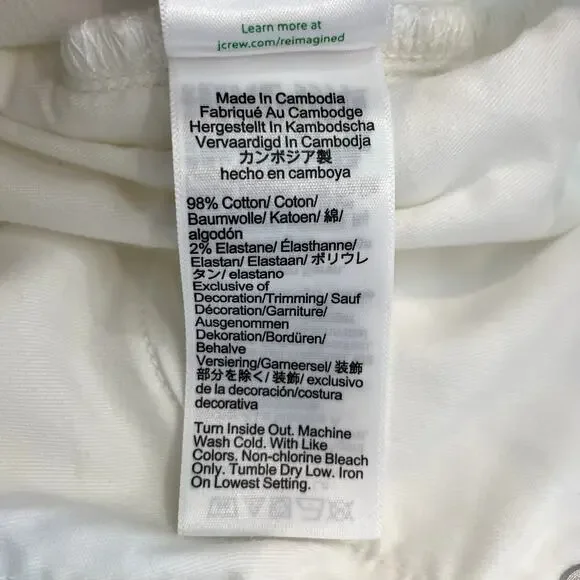 Learn more at
jcrew.com/reimagined
Made In Cambodia
Fabriqué Au Cambodge
Hergestellt In Kambodscha
Vervaardigd In Cambodja
カンボジア製
hecho en camboya
98% Cotton/ Coton/
Baumwolle/ Katoen/ 綿/
algodón
2% Elastane/ Élasthanne/
Elastan/ Elastaan/ ポリウレ
タン/ elastano
Exclusive of
Decoration/Trimming/ Sauf
Décoration/Garniture/
Ausgenommen
Dekoration/Bordüren/
Behalve
Versiering/Garneersel/ 装飾
部分を除く/ 装飾/ exclusivo
de la decoración/costura
decorativa
Turn Inside Out. Machine
Wash Cold. With Like
Colors. Non-chlorine Bleach
Only. Tumble Dry Low. Iron
On Lowest Setting.